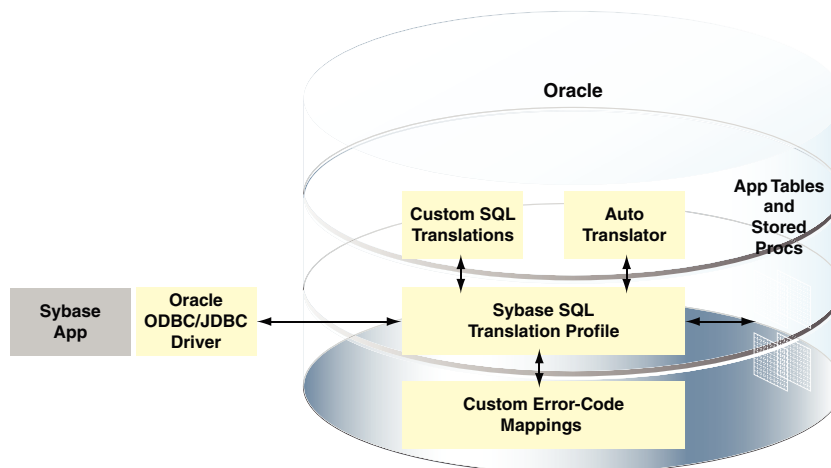 Oracle
App Tables
and
Stored
Procs
Custom SQL
Translations
Auto
Translator
Sybase
App
Oracle
ODBC/JDBC
Driver
Sybase SQL
Translation Profile
Custom Error-Code
Mappings